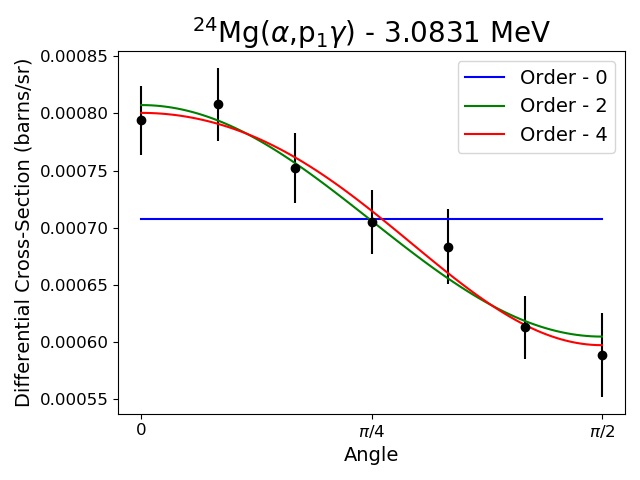 ²⁴Mg(α,p₁γ) - 3.0831 MeV
Differential Cross-Section (barns/sr)
0.00085
0.00080
0.00075
0.00070
0.00065
0.00060
0.00055
Order - 0
Order - 2
Order - 4
0 π/4 π/2
Angle